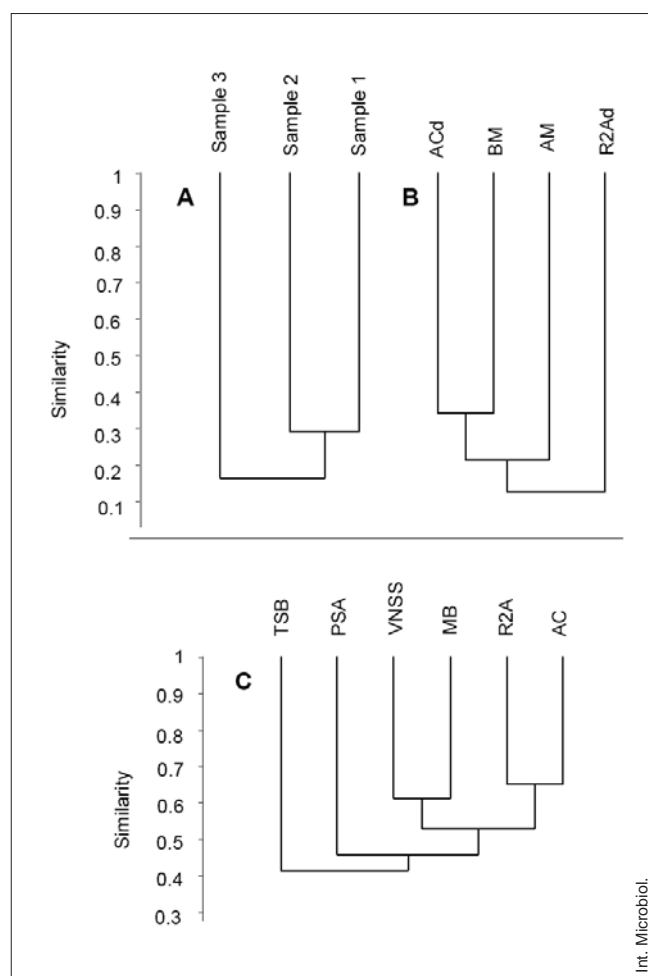 Sample 3
Sample 2
Sample 1
ACd
BM
AM
R2Ad
A
B
Similarity
1
0.9
0.8
0.7
0.6
0.5
0.4
0.3
0.2
0.1
TSB
PSA
VNSS
MB
R2A
AC
C
Similarity
1
0.9
0.8
0.7
0.6
0.5
0.4
0.3
Int. Microbiol.